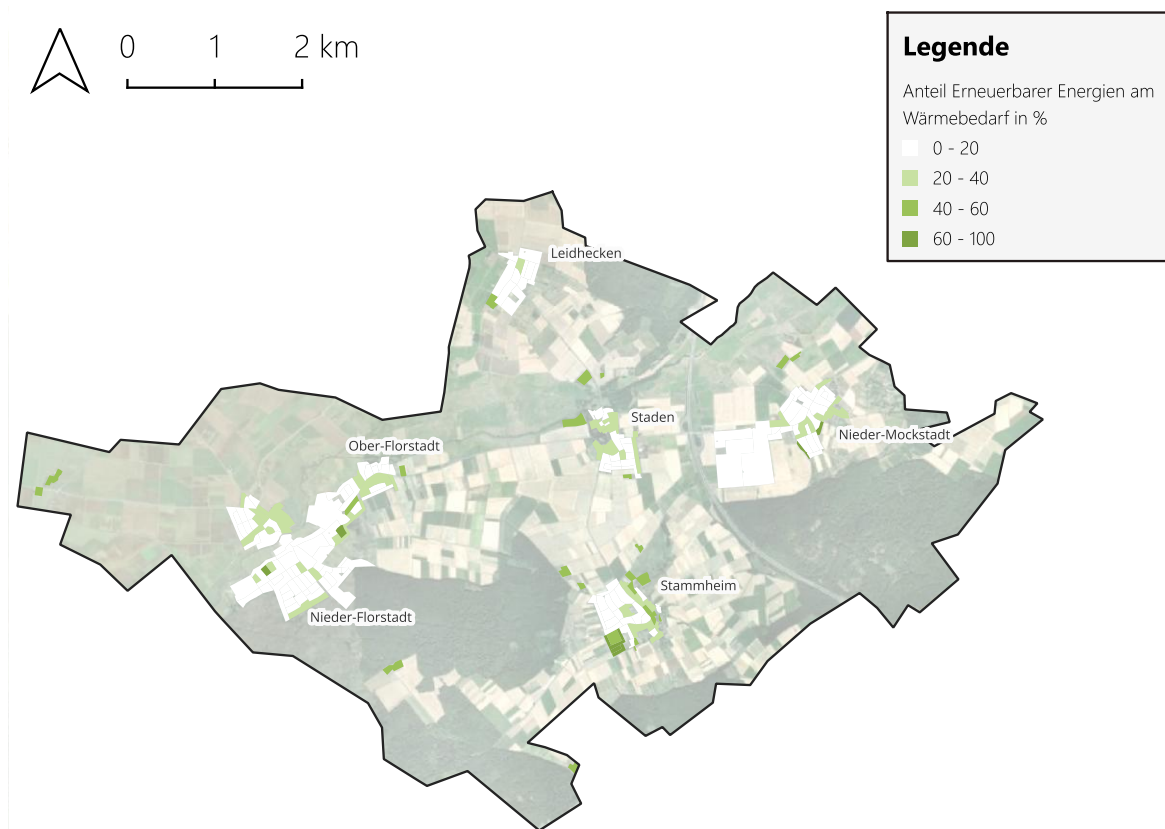 0 1 2 km
Legende
Anteil Erneuerbarer Energien am
Wärmebedarf in %
0 - 20
20 - 40
40 - 60
60 - 100
Leidhecken
Staden
Nieder-Mockstadt
Ober-Florstadt
Stammheim
Nieder-Florstadt